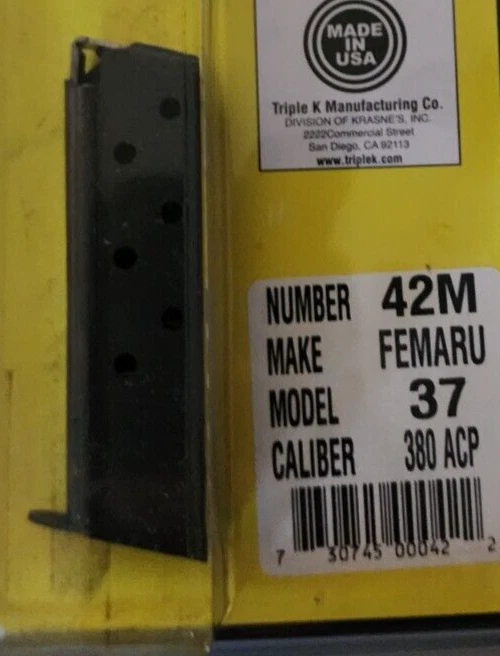 MADE
IN
USA
Triple K Manufacturing Co.
DIVISION OF KRASNE'S, INC.
2222Commercial Street
San Diego, CA 92113
www.triplek.com
NUMBER 42M
MAKE FEMARU
MODEL 37
CALIBER 380 ACP
7 30745 00042 2